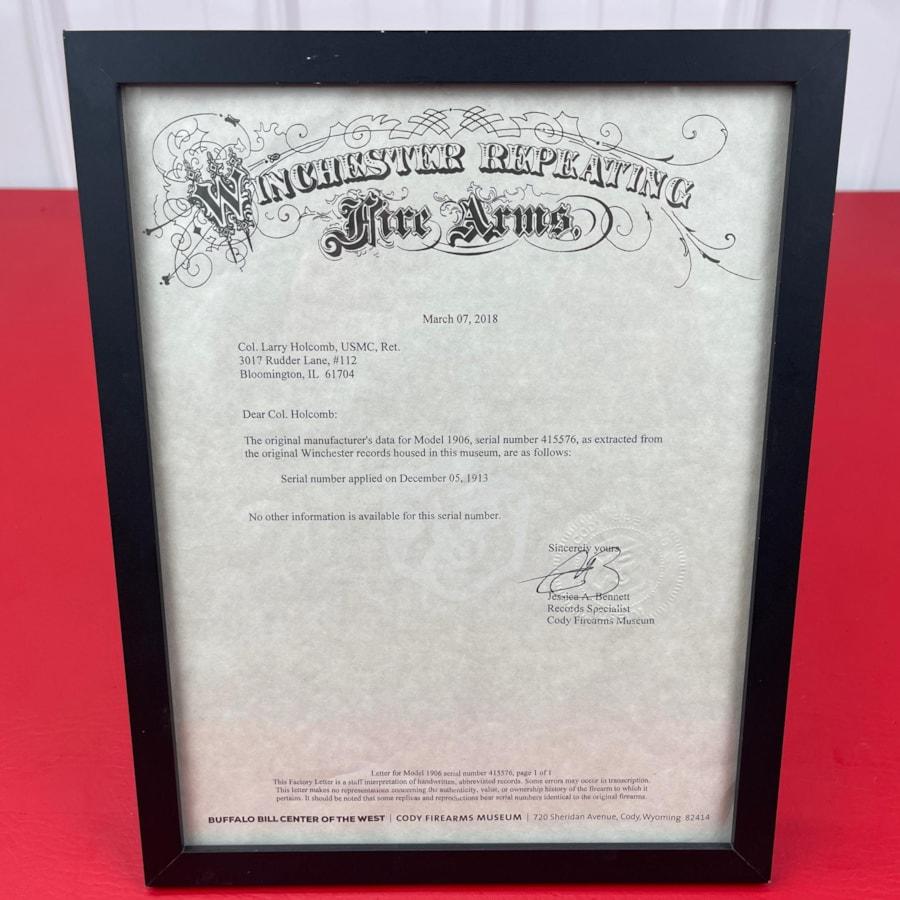 WINCHESTER REPEATING
Fire Arms.
March 07, 2018
Col. Larry Holcomb, USMC, Ret.
3017 Rudder Lane, #112
Bloomington, IL 61704
Dear Col. Holcomb:
The original manufacturer's data for Model 1906, serial number 415576, as extracted from
the original Winchester records housed in this museum, are as follows:
Serial number applied on December 05, 1913
No other information is available for this serial number.
Sincerely yours,
Jessica A. Bennett
Records Specialist
Cody Firearms Museum
Letter for Model 1906 serial number 415576, page 1 of 1
This Factory Letter is a staff interpretation of handwritten, abbreviated records. Some errors may occur in transcription.
This letter makes no representations concerning the authenticity, value, or ownership history of the firearm to which it
pertains. It should be noted that some replicas and reproductions bear serial numbers identical to the original firearms.
BUFFALO BILL CENTER OF THE WEST | CODY FIREARMS MUSEUM | 720 Sheridan Avenue, Cody, Wyoming 82414